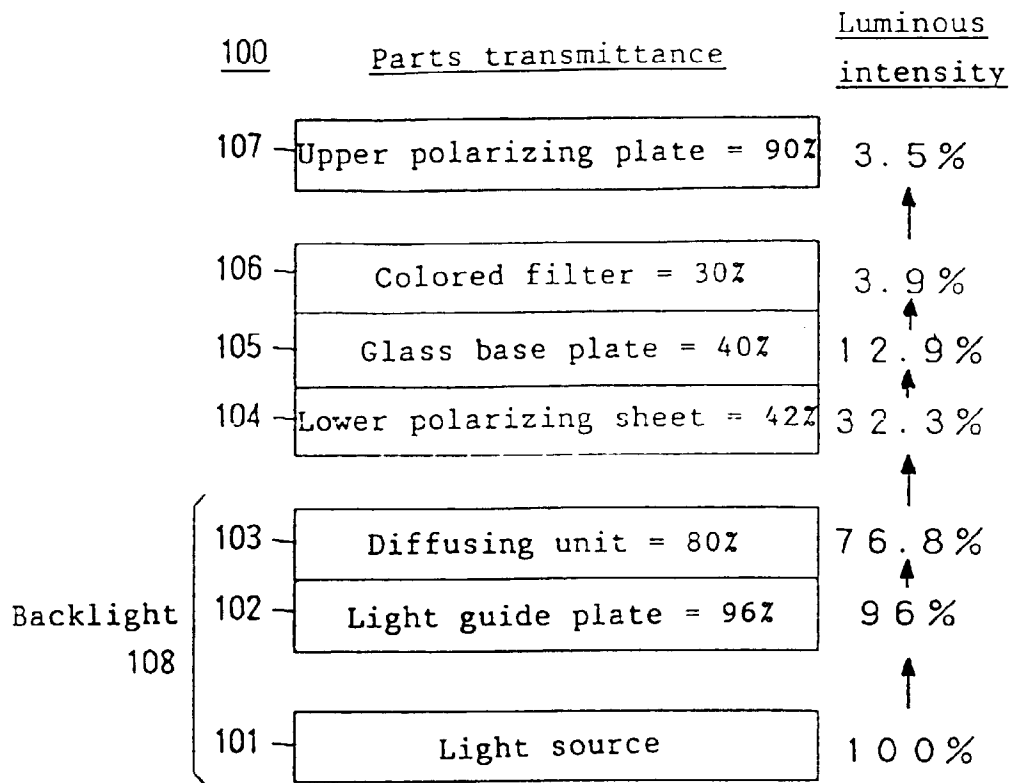 100 Parts transmittance Luminous intensity
107 Upper polarizing plate = 90% 3.5%
106 Colored filter = 30% 3.9%
105 Glass base plate = 40% 12.9%
104 Lower polarizing sheet = 42% 32.3%
103 Diffusing unit = 80% 76.8%
102 Light guide plate = 96% 96%
Backlight
108
101 Light source 100%